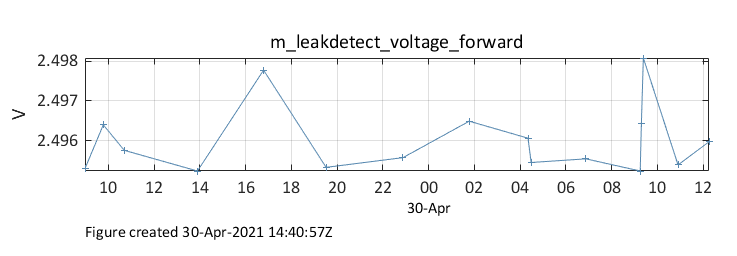 m_leakdetect_voltage_forward
2.498
2.497
2.496
V
10 12 14 16 18 20 22 00 02 04 06 08 10 12
30-Apr
Figure created 30-Apr-2021 14:40:57Z